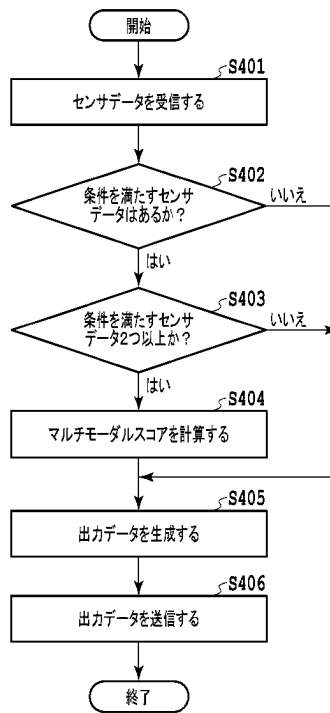 開始
S401
センサデータを受信する
S402
条件を満たすセンサ
データはあるか?
いいえ
はい
S403
条件を満たすセンサ
データ2つ以上か?
いいえ
はい
S404
マルチモーダルスコアを計算する
S405
出力データを生成する
S406
出力データを送信する
終了